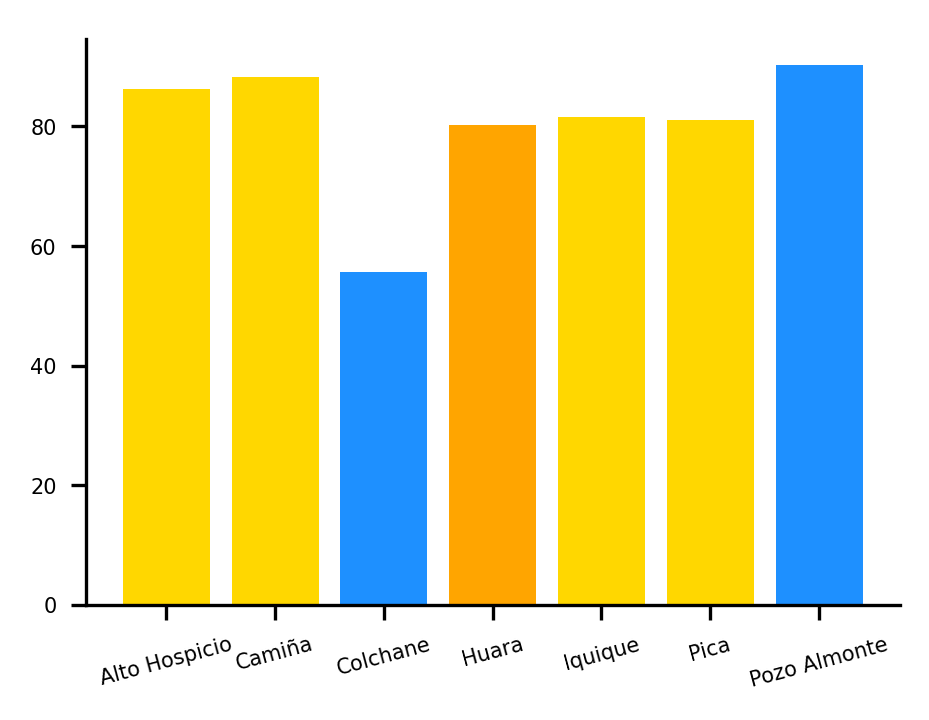 80
60
40
20
0
Alto Hospicio
Camiña
Colchane
Huara
Iquique
Pica
Pozo Almonte